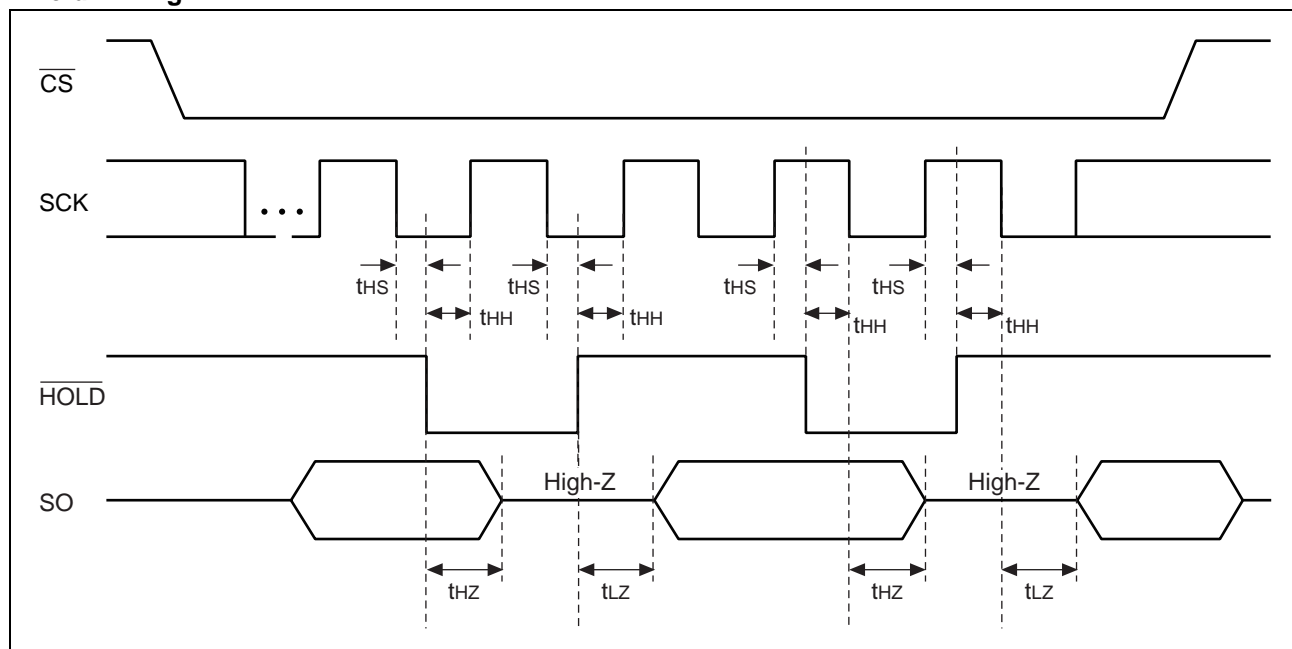 CS
SCK
• • •
tHS tHS tHS tHS
tHH tHH tHH tHH
HOLD
High-Z High-Z
SO
tHZ tLZ tHZ tLZ